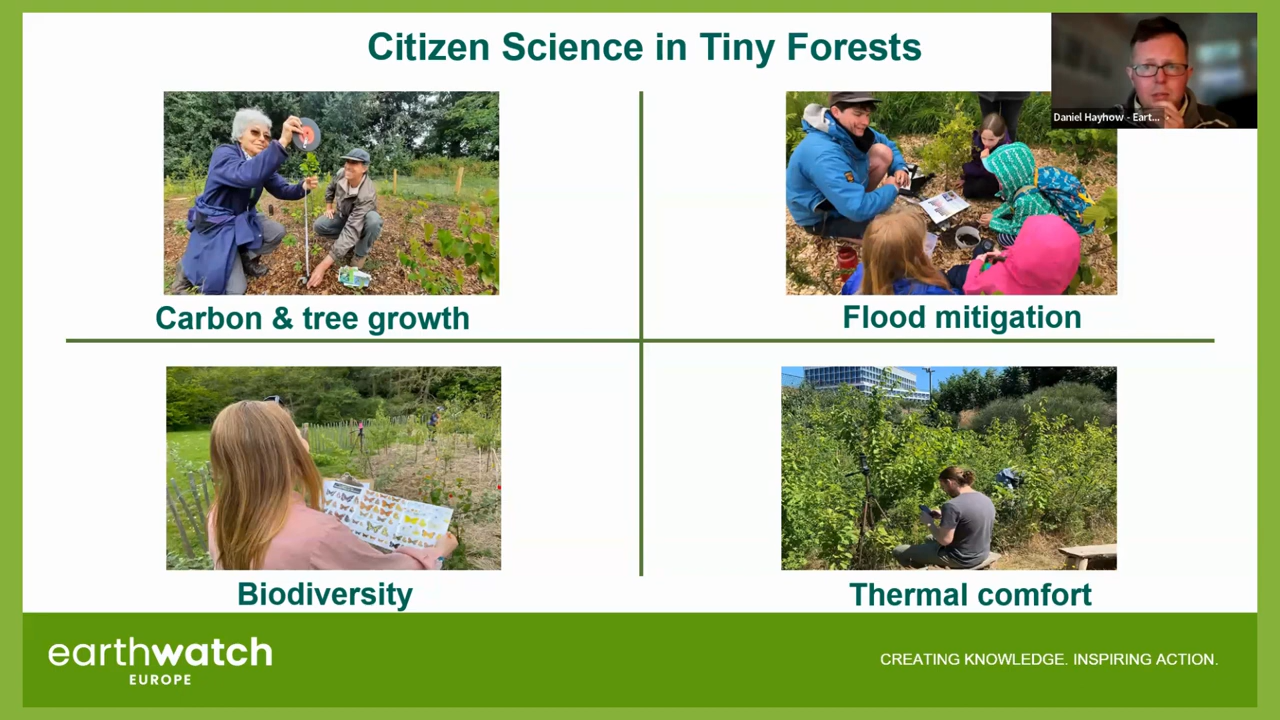 Citizen Science in Tiny Forests
Daniel Hayhow - Eart...
Carbon & tree growth
Flood mitigation
Biodiversity
Thermal comfort
earthwatch
EUROPE
CREATING KNOWLEDGE. INSPIRING ACTION.